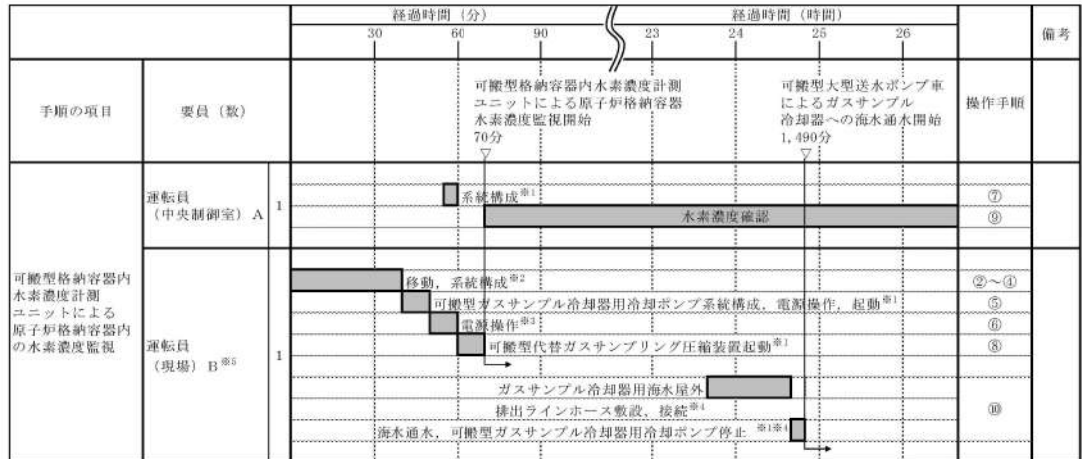 経過時間（分）
経過時間（時間）
備考
30
60
90
23
24
25
26
手順の項目
要員（数）
可搬型格納容器内水素濃度計測
ユニットによる原子炉格納容器
水素濃度監視開始
70分
▽
可搬型大型送水ポンプ車
によるガスサンプル
冷却器への海水通水開始
1,490分
▽
操作手順
運転員
（中央制御室）A
1
系統構成※1
⑦
水素濃度確認
⑨
可搬型格納容器内
水素濃度計測
ユニットによる
原子炉格納容器内
の水素濃度監視
運転員
（現場）B※5
1
移動，系統構成※2
②～④
可搬型ガスサンプル冷却器用冷却ポンプ系統構成，電源操作，起動※1
⑤
電源操作※3
⑥
可搬型代替ガスサンプリング圧縮装置起動※1
⑧
ガスサンプル冷却器用海水屋外
排出ラインホース敷設，接続※4
⑩
海水通水，可搬型ガスサンプル冷却器用冷却ポンプ停止 ※1※4